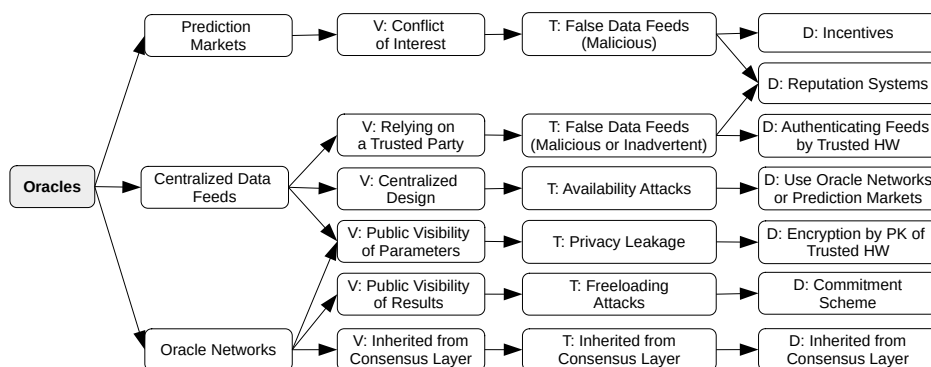 Prediction
Markets
V: Conflict
of Interest
T: False Data Feeds
(Malicious)
D: Incentives
D: Reputation Systems
V: Relying on
a Trusted Party
T: False Data Feeds
(Malicious or Inadvertent)
D: Authenticating Feeds
by Trusted HW
Oracles
Centralized Data
Feeds
V: Centralized
Design
T: Availability Attacks
D: Use Oracle Networks
or Prediction Markets
V: Public Visibility
of Parameters
T: Privacy Leakage
D: Encryption by PK of
Trusted HW
V: Public Visibility
of Results
T: Freeloading
Attacks
D: Commitment
Scheme
Oracle Networks
V: Inherited from
Consensus Layer
T: Inherited from
Consensus Layer
D: Inherited from
Consensus Layer